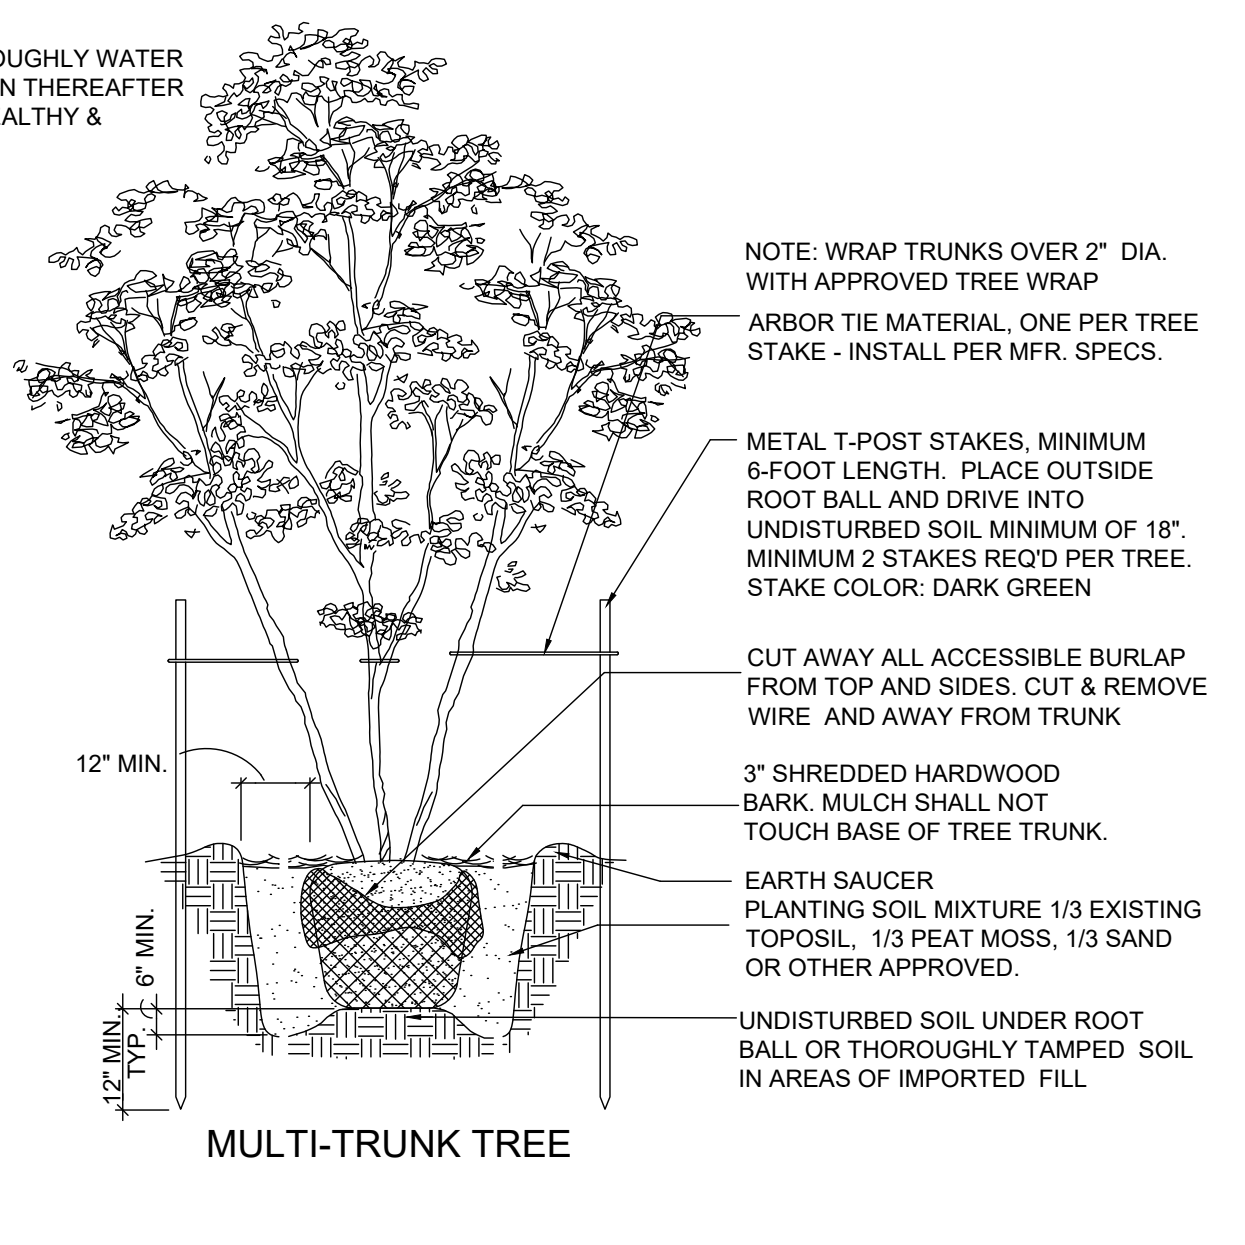 WATER
THEREAFTER
&
NOTE: WRAP TRUNKS OVER 2" DIA.
WITH APPROVED TREE WRAP
ARBOR TIE MATERIAL, ONE PER TREE
STAKE - INSTALL PER MFR. SPECS.
METAL T-POST STAKES, MINIMUM
6-FOOT LENGTH. PLACE OUTSIDE
ROOT BALL AND DRIVE INTO
UNDISTURBED SOIL MINIMUM OF 18".
MINIMUM 2 STAKES REQ'D PER TREE.
STAKE COLOR: DARK GREEN
CUT AWAY ALL ACCESSIBLE BURLAP
FROM TOP AND SIDES. CUT & REMOVE
WIRE AND AWAY FROM TRUNK
12" MIN.
3" SHREDDED HARDWOOD
BARK. MULCH SHALL NOT
TOUCH BASE OF TREE TRUNK.
EARTH SAUCER
PLANTING SOIL MIXTURE 1/3 EXISTING
TOPOSIL, 1/3 PEAT MOSS, 1/3 SAND
OR OTHER APPROVED.
6" MIN.
12" MIN.
TYP.
UNDISTURBED SOIL UNDER ROOT
BALL OR THOROUGHLY TAMPED SOIL
IN AREAS OF IMPORTED FILL
MULTI-TRUNK TREE